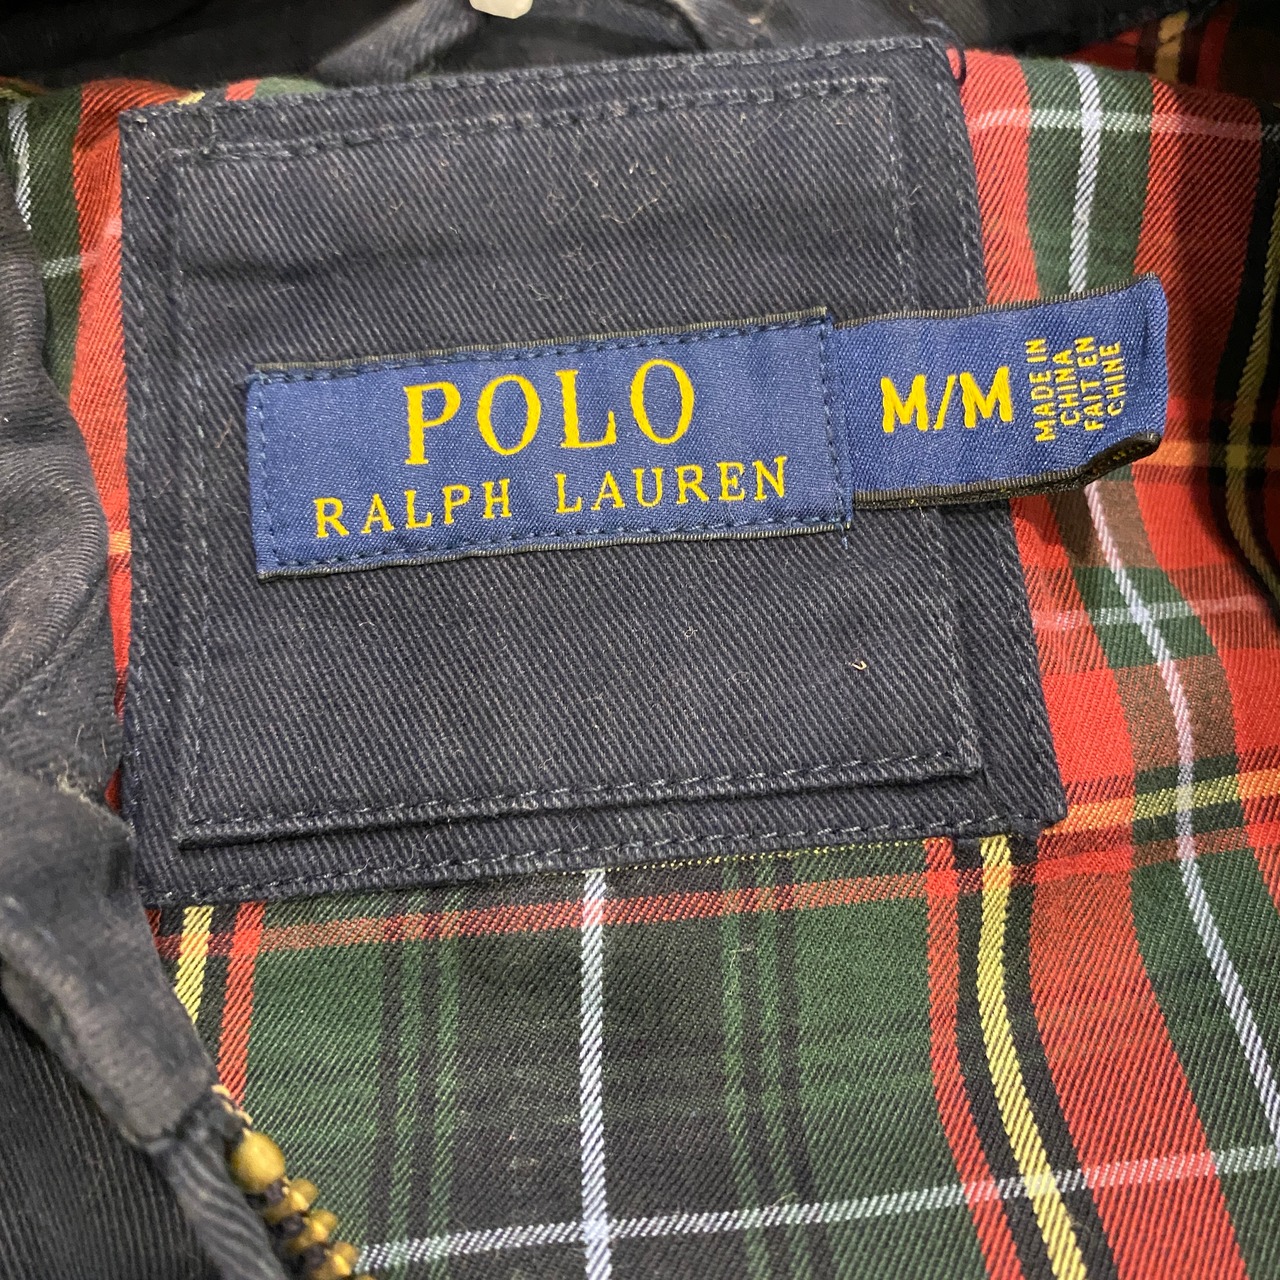 POLO
RALPH LAUREN
M/M
MADE IN
CHINA
FAIT EN
CHINE